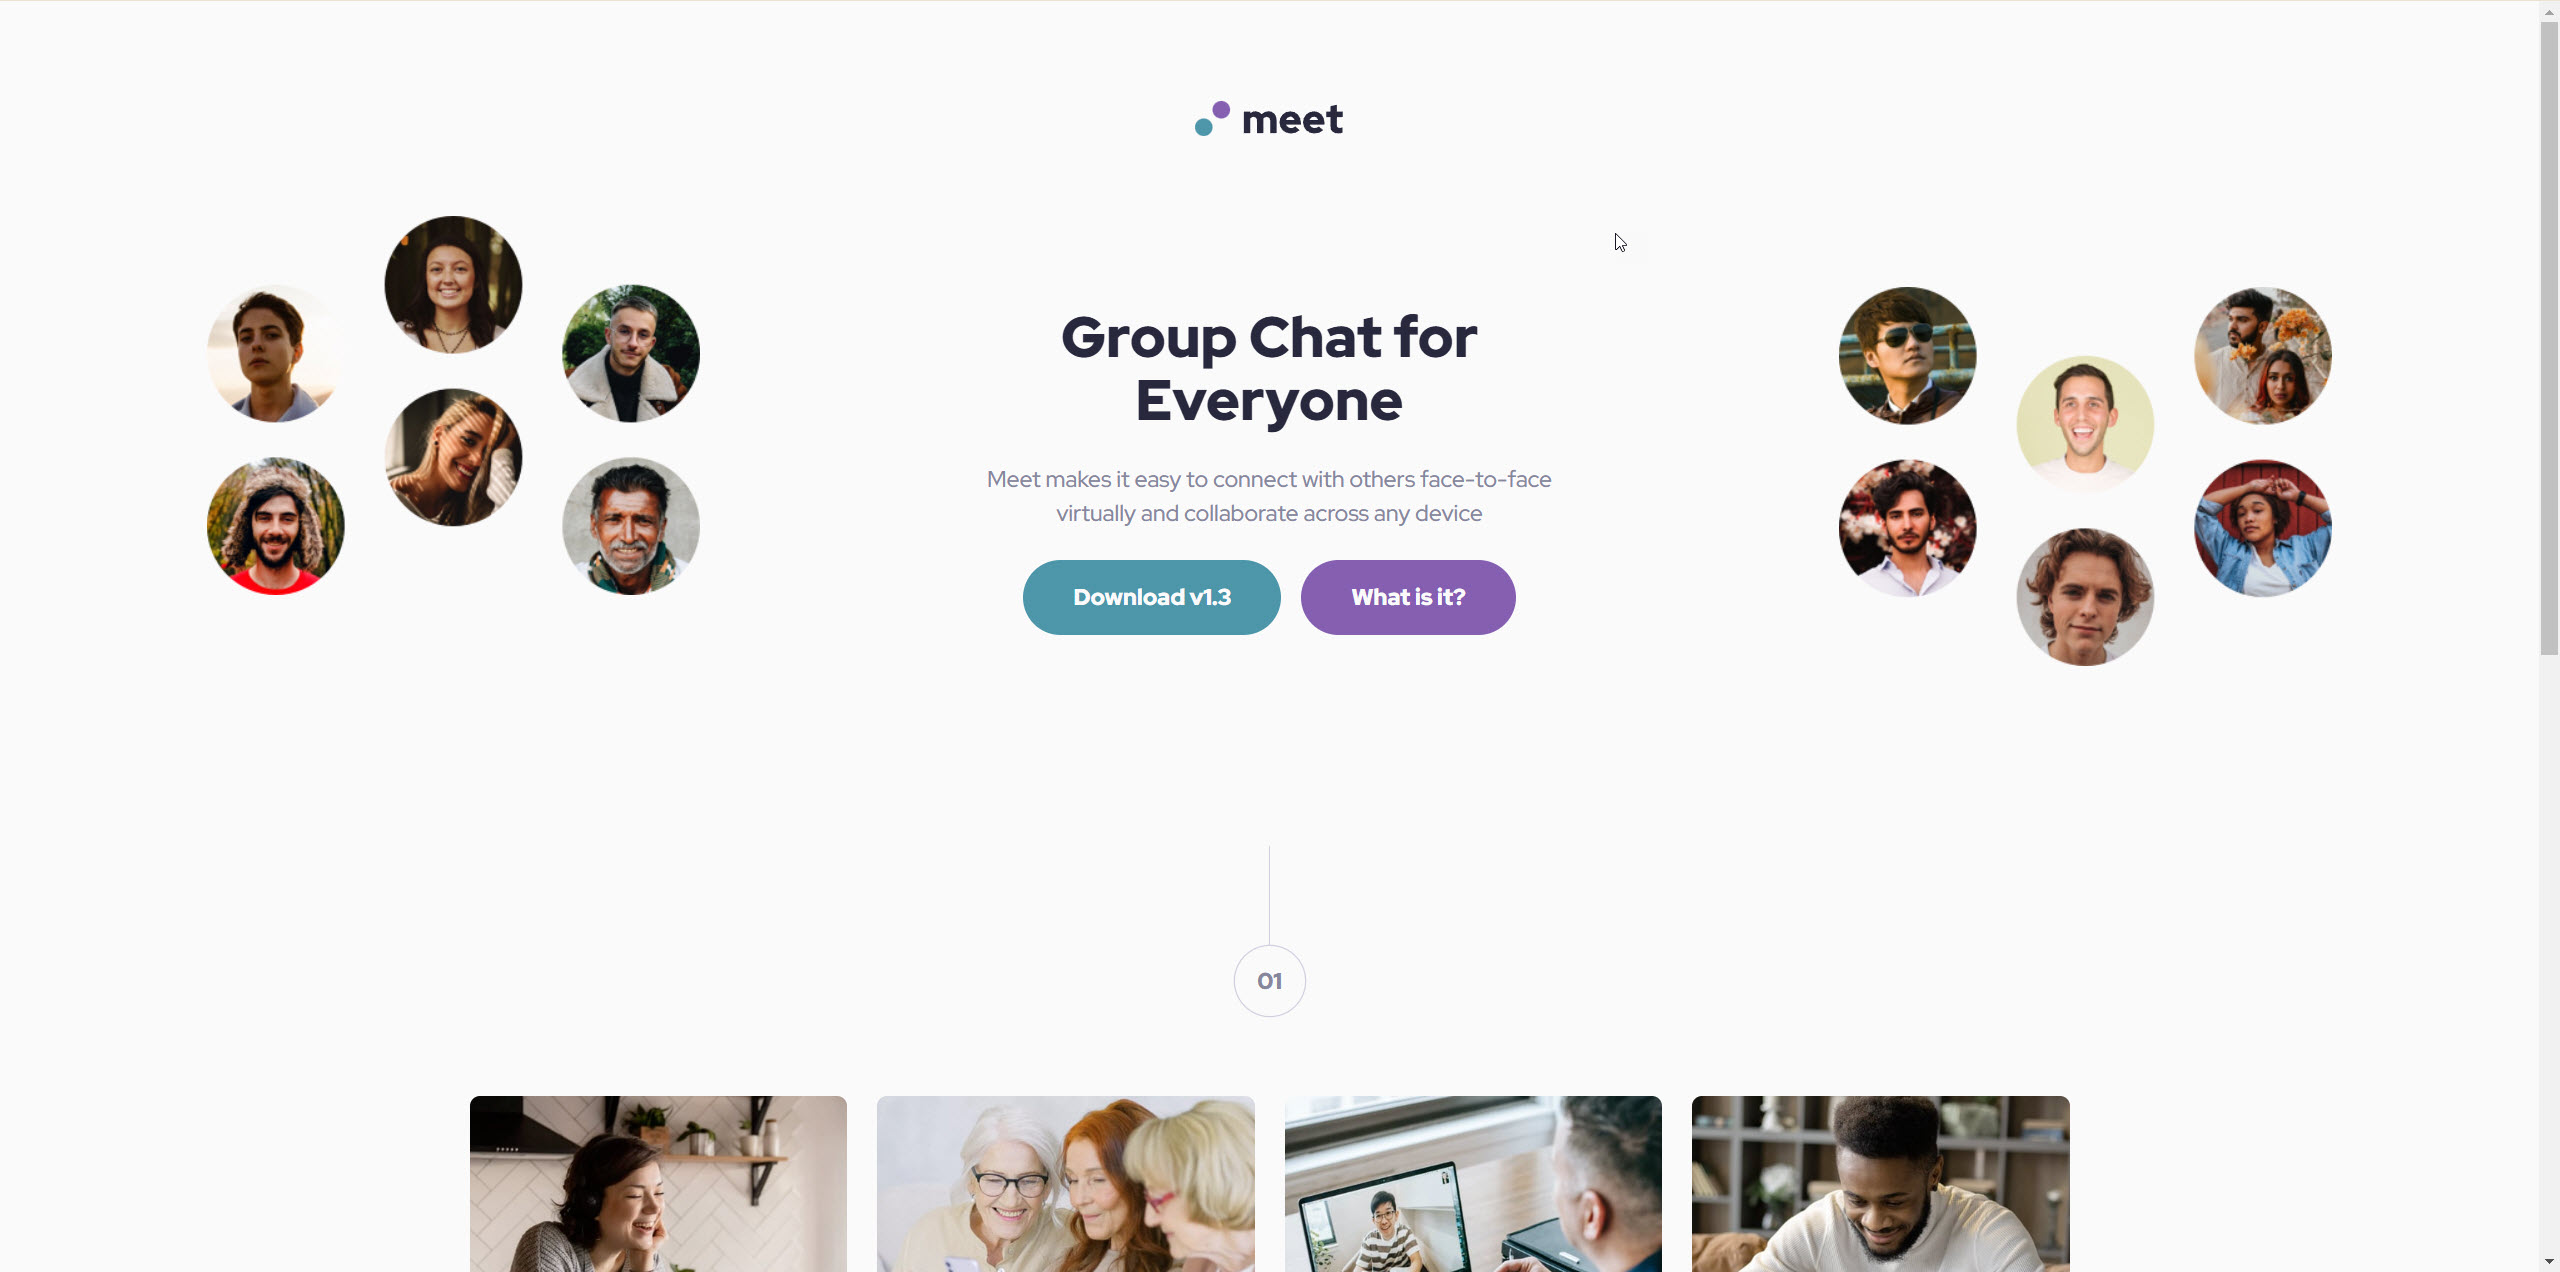 meet
Group Chat for
Everyone
Meet makes it easy to connect with others face-to-face
virtually and collaborate across any device
Download v1.3
What is it?
01